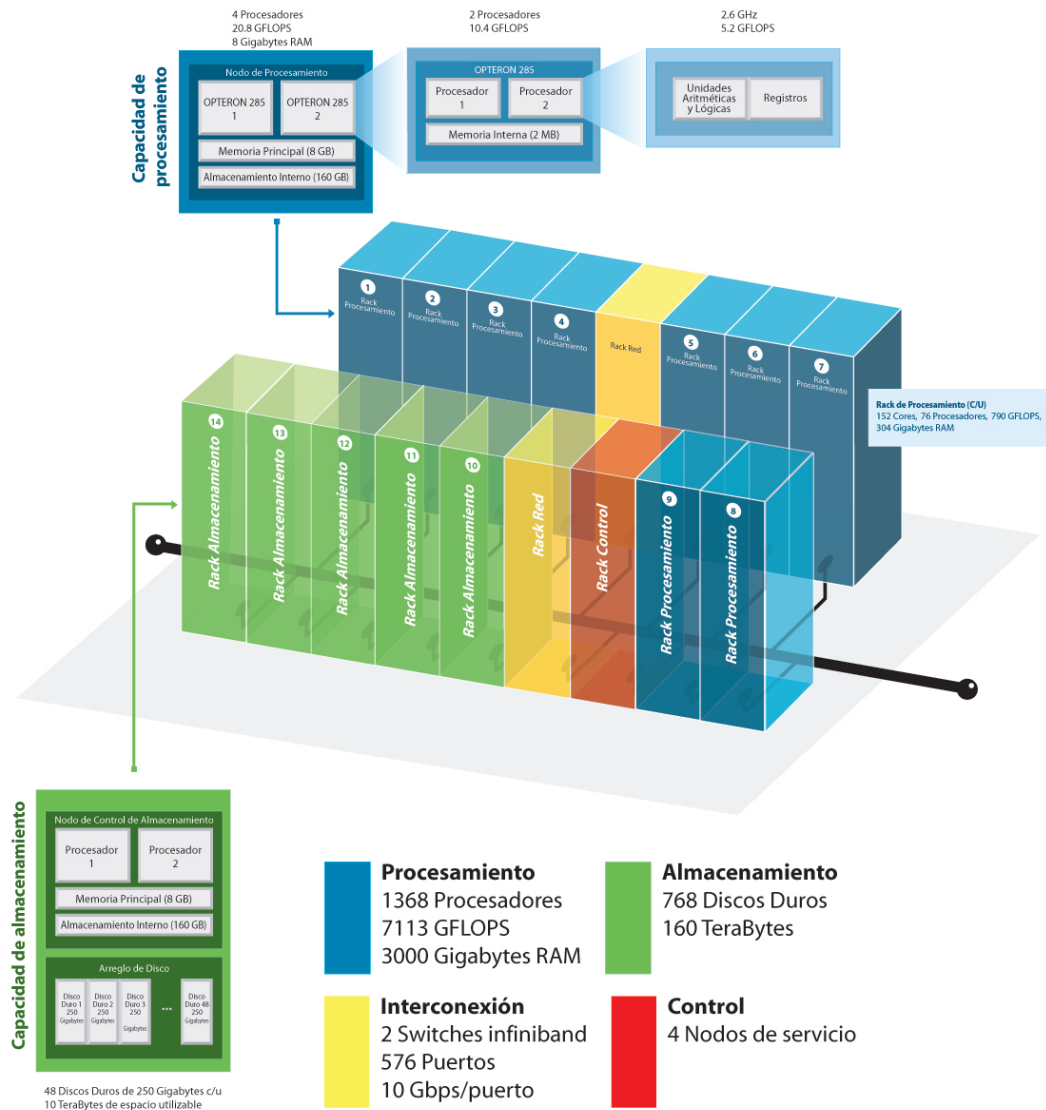 4 Procesadores
20.8 GFLOPS
8 Gigabytes RAM
2 Procesadores
10.4 GFLOPS
2.6 GHz
5.2 GFLOPS
Capacidad de
procesamiento
Nodo de Procesamiento
OPTERON 285
1
OPTERON 285
2
Memoria Principal (8 GB)
Almacenamiento Interno (160 GB)
OPTERON 285
Procesador
1
Procesador
2
Memoria Interna (2 MB)
Unidades
Aritméticas
y Lógicas
Registros
1
Rack
Procesamiento
2
Rack
Procesamiento
3
Rack
Procesamiento
4
Rack
Procesamiento
Rack Red
5
Rack
Procesamiento
6
Rack
Procesamiento
7
Rack
Procesamiento
Rack de Procesamiento (C/U)
152 Cores, 76 Procesadores, 790 GFLOPS,
304 Gigabytes RAM
14
Rack Almacenamiento
13
Rack Almacenamiento
12
Rack Almacenamiento
11
Rack Almacenamiento
10
Rack Almacenamiento
Rack Red
Rack Control
9
Rack Procesamiento
8
Rack Procesamiento
Capacidad de almacenamiento
Nodo de Control de Almacenamiento
Procesador
1
Procesador
2
Memoria Principal (8 GB)
Almacenamiento Interno (160 GB)
Arreglo de Disco
Disco
Duro 1
250
Gigabytes
Disco
Duro 2
250
Gigabytes
Disco
Duro 3
250
Gigabytes
...
Disco
Duro 48
250
Gigabytes
48 Discos Duros de 250 Gigabytes c/u
10 TeraBytes de espacio utilizable
Procesamiento
1368 Procesadores
7113 GFLOPS
3000 Gigabytes RAM
Almacenamiento
768 Discos Duros
160 TeraBytes
Interconexión
2 Switches infiniband
576 Puertos
10 Gbps/puerto
Control
4 Nodos de servicio